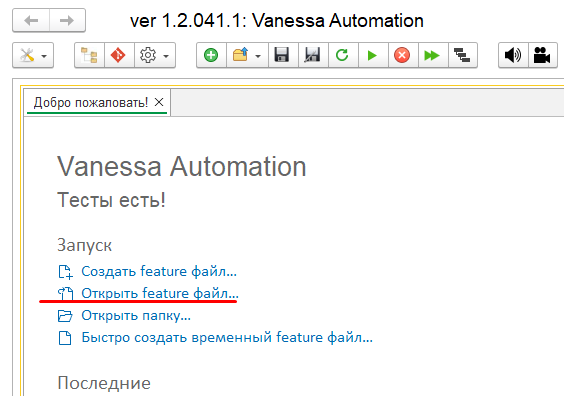 ver 1.2.041.1: Vanessa Automation
Добро пожаловать!
Vanessa Automation
Тесты есть!
Запуск
Создать feature файл...
Открыть feature файл...
Открыть папку...
Быстро создать временный feature файл...
Последние